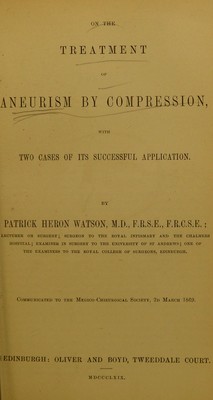 ON THE
TREATMENT
OF
ANEURISM BY COMPRESSION,
WITH
TWO CASES OF ITS SUCCESSFUL APPLICATION.
BY
PATRICK HERON WATSON, M.D., F.R.S.E., F.R.C.S.E.:
LECTURER ON SURGERY; SURGEON TO THE ROYAL INFIRMARY AND THE CHALMERS
HOSPITAL; EXAMINER IN SURGERY TO THE UNIVERSITY OF ST ANDREWS; ONE OF
THE EXAMINERS TO THE ROYAL COLLEGE OF SURGEONS, EDINBURGH.
COMMUNICATED TO THE MEDICO-CHIRURGICAL SOCIETY, 3D MARCH 1869.
EDINBURGH: OLIVER AND BOYD, TWEEDDALE COURT.
MDCCCLXIX.